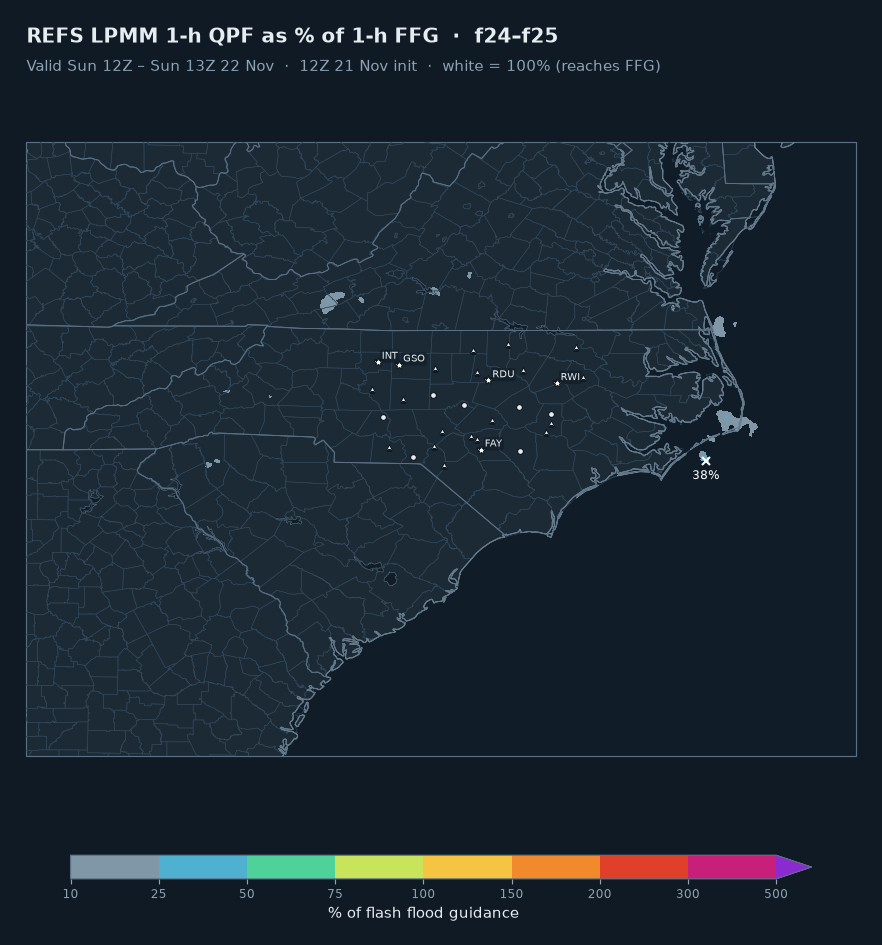 REFS LPMM 1-h QPF as % of 1-h FFG · f24–f25
Valid Sun 12Z – Sun 13Z 22 Nov · 12Z 21 Nov init · white = 100% (reaches FFG)
INT
GSO
RDU
RWI
FAY
38%
10 25 50 75 100 150 200 300 500
% of flash flood guidance